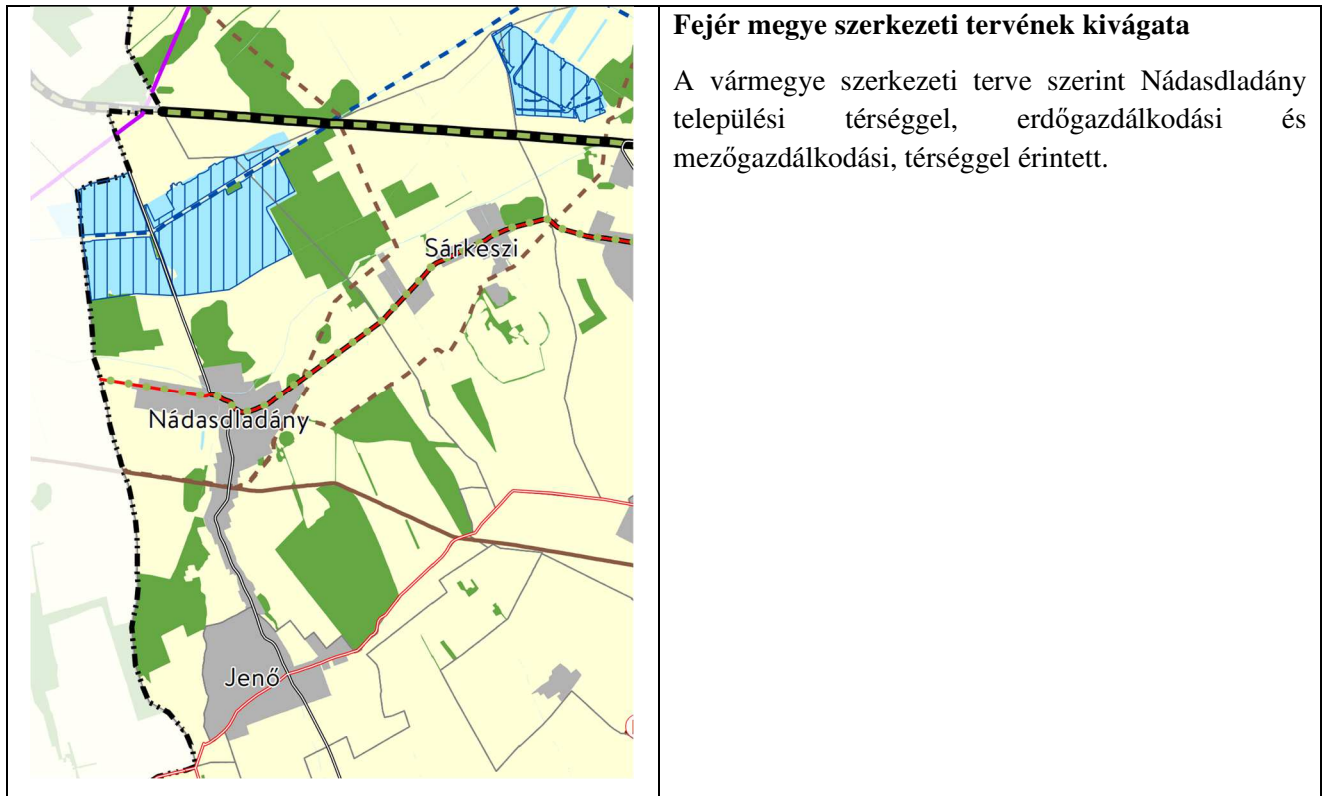 Fejér megye szerkezeti tervének kivágata
A vármegye szerkezeti terve szerint Nádasdladány
települési térséggel, erdőgazdálkodási és
mezőgazdálkodási, térséggel érintett.
Sárkeszi
Nádasdladány
Jenő